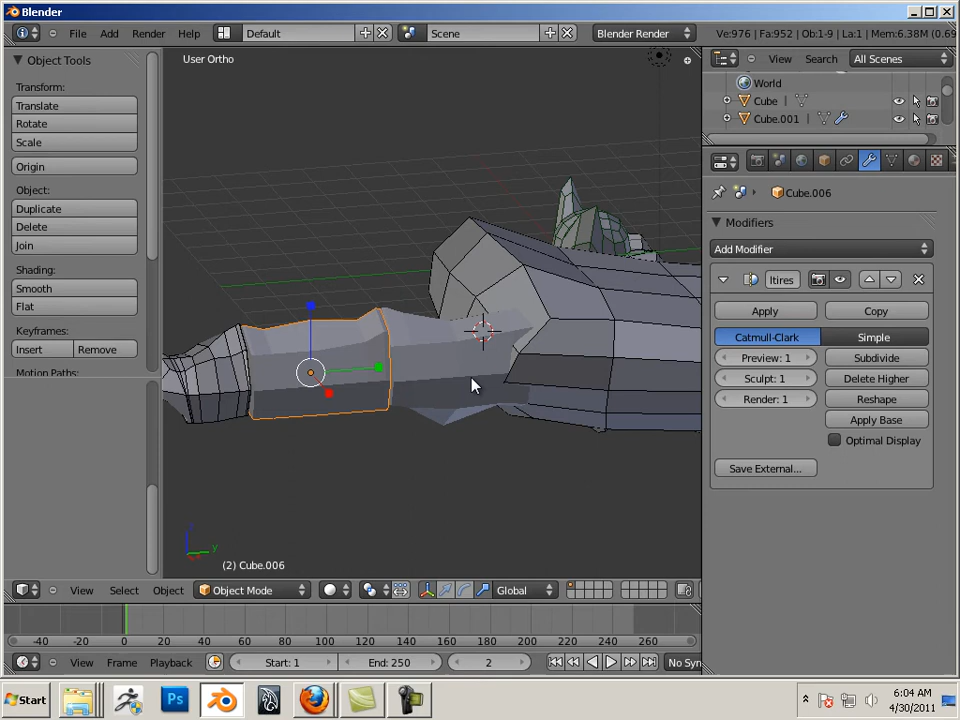 Blender
File Add Render Help Default Scene Blender Render Ve:976 | Fa:952 | Ob:1-9 | La:1 | Mem:6.38M (0.69
Object Tools
Transform:
Translate
Rotate
Scale
Origin
Object:
Duplicate
Delete
Join
Shading:
Smooth
Flat
Keyframes:
Insert Remove
Motion Paths:
User Ortho
z
y
(2) Cube.006
View Search All Scenes
World
Cube
Cube.001
Cube.006
Modifiers
Add Modifier
ltires
Apply Copy
Catmull-Clark Simple
Preview: 1 Subdivide
Sculpt: 1 Delete Higher
Render: 1 Reshape
Apply Base
Optimal Display
Save External...
View Select Object Object Mode Global
-40 -20 0 20 40 60 80 100 120 140 160 180 200 220 240 260
View Frame Playback Start: 1 End: 250 2 No Syn
Start Ps 6:04 AM
4/30/2011